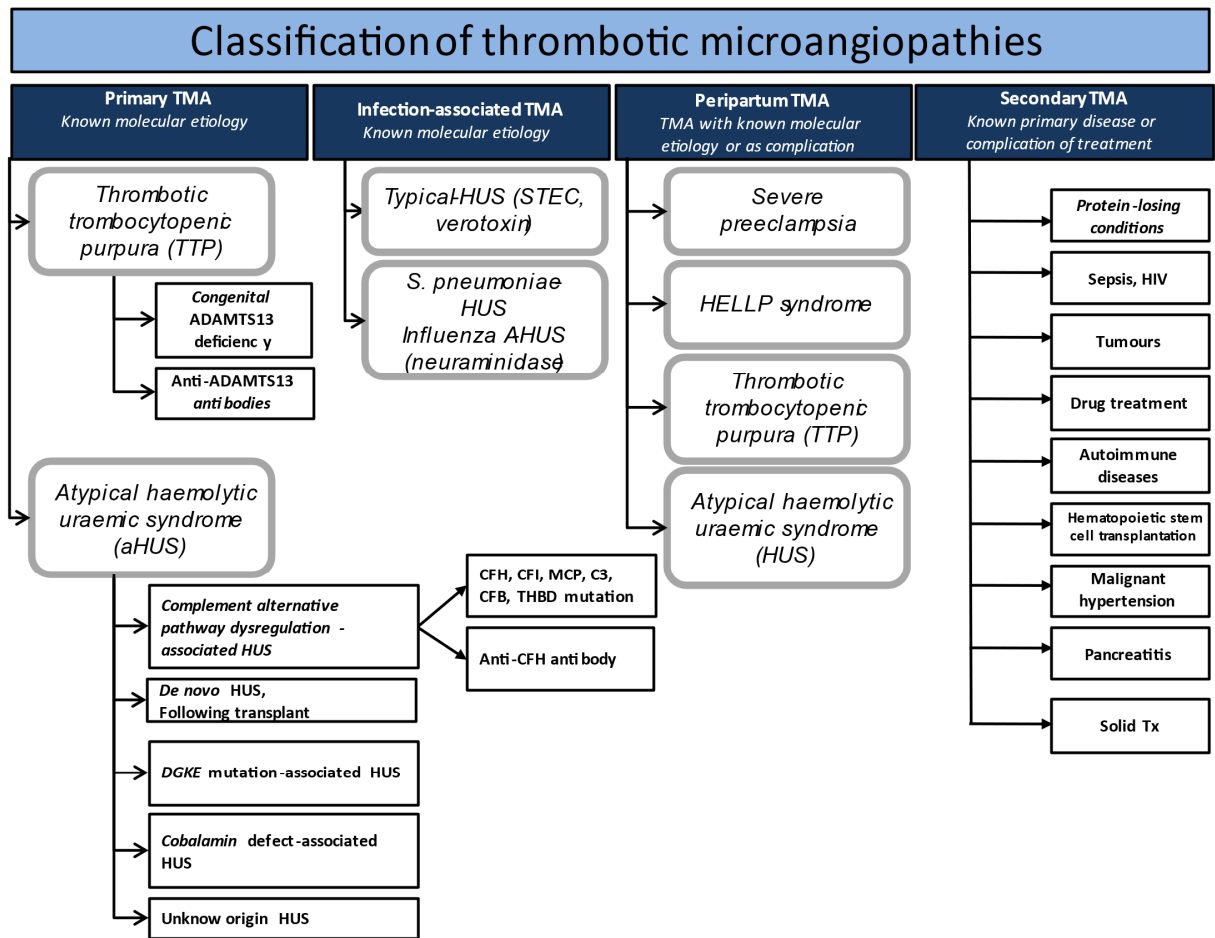 Classification of thrombotic microangiopathies
Primary TMA
Known molecular etiology
Thrombotic
trombocytopenic
purpura (TTP)
Congenital
ADAMTS13
deficienc y
Anti-ADAMTS13
antibodies
Atypical haemolytic
uraemic syndrome
(aHUS)
Complement alternative
pathway dysregulation -
associated HUS
CFH, CFI, MCP, C3,
CFB, THBD mutation
Anti-CFH antibody
De novo HUS,
Following transplant
DGKE mutation-associated HUS
Cobalamin defect-associated
HUS
Unknow origin HUS
Infection-associated TMA
Known molecular etiology
Typical-HUS (STEC,
verotoxin)
S. pneumoniae-
HUS
Influenza A-HUS
(neuraminidase)
Peripartum TMA
TMA with known molecular
etiology or as complication
Severe
preeclampsia
HELLP syndrome
Thrombotic
trombocytopenic
purpura (TTP)
Atypical haemolytic
uraemic syndrome
(HUS)
Secondary TMA
Known primary disease or
complication of treatment
Protein-losing
conditions
Sepsis, HIV
Tumours
Drug treatment
Autoimmune
diseases
Hematopoietic stem
cell transplantation
Malignant
hypertension
Pancreatitis
Solid Tx